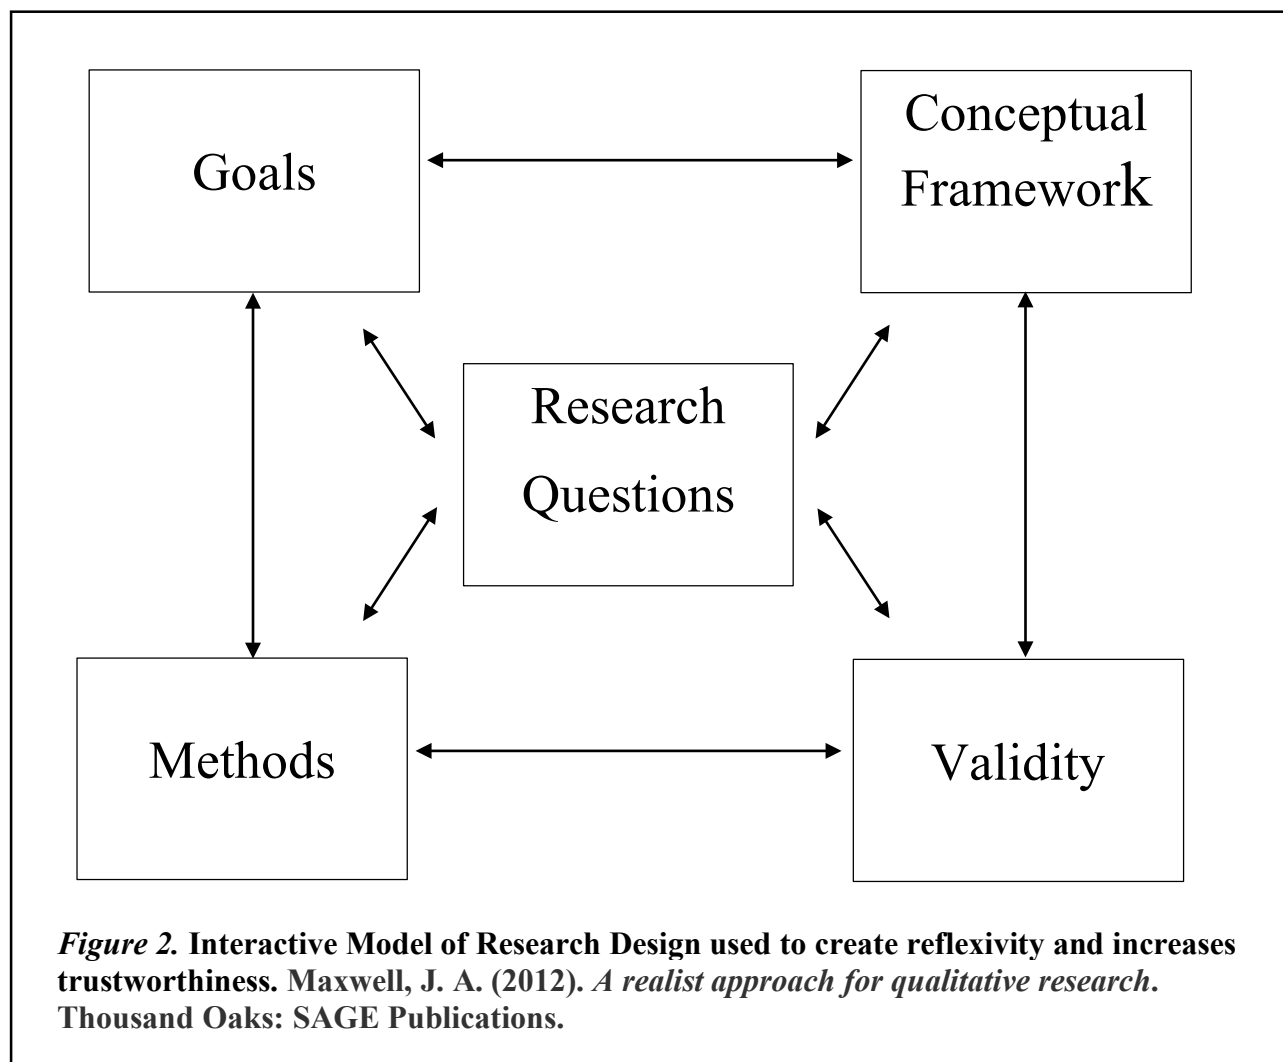 Goals
Conceptual
Framework
Research
Questions
Methods
Validity
Figure 2. Interactive Model of Research Design used to create reflexivity and increases
trustworthiness. Maxwell, J. A. (2012). A realist approach for qualitative research.
Thousand Oaks: SAGE Publications.